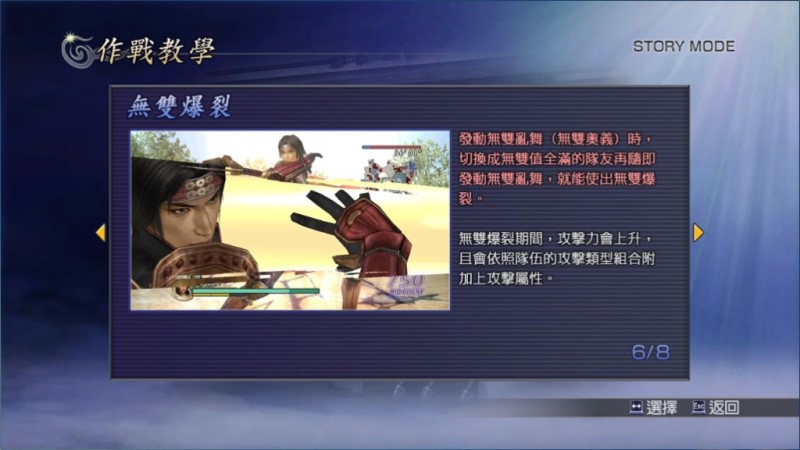 作戰教學
STORY MODE
無雙爆裂
發動無雙亂舞（無雙奧義）時，
切換成無雙值全滿的隊友再隨即
發動無雙亂舞，就能使出無雙爆
裂。
無雙爆裂期間，攻擊力會上升，
且會依照隊伍的攻擊類型組合附
加上攻擊屬性。
750
6/8
選擇
Esc 返回